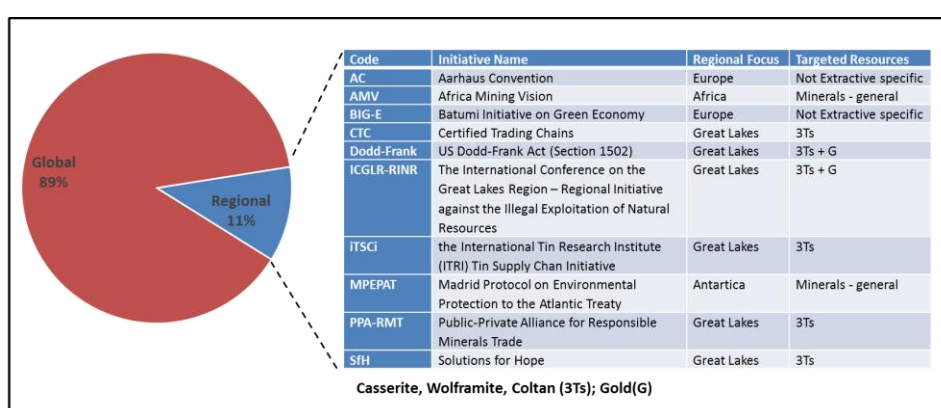 Global
89%
Regional
11%
Code Initiative Name Regional Focus Targeted Resources
AC Aarhaus Convention Europe Not Extractive specific
AMV Africa Mining Vision Africa Minerals - general
BIG-E Batumi Initiative on Green Economy Europe Not Extractive specific
CTC Certified Trading Chains Great Lakes 3Ts
Dodd-Frank US Dodd-Frank Act (Section 1502) Great Lakes 3Ts + G
ICGLR-RINR The International Conference on the Great Lakes 3Ts + G
Great Lakes Region – Regional Initiative
against the Illegal Exploitation of Natural
Resources
iTSCi the International Tin Research Institute Great Lakes 3Ts
(ITRI) Tin Supply Chan Initiative
MPEPAT Madrid Protocol on Environmental Antartica Minerals - general
Protection to the Atlantic Treaty
PPA-RMT Public-Private Alliance for Responsible Great Lakes 3Ts
Minerals Trade
SfH Solutions for Hope Great Lakes 3Ts
Casserite, Wolframite, Coltan (3Ts); Gold(G)